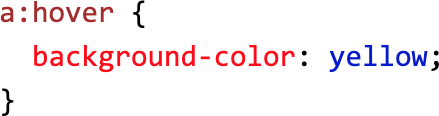 a:hover {
  background-color: yellow;
}